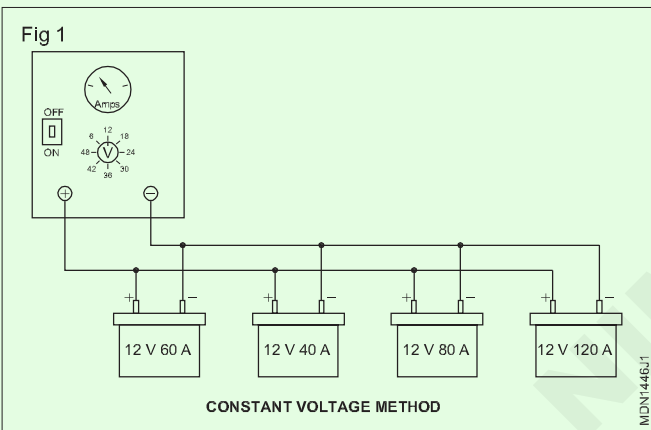 Fig 1
Amps
OFF
ON
12
6 18
48 V 24
42 30
36
+ −
+ − + − + − + −
12 V 60 A 12 V 40 A 12 V 80 A 12 V 120 A
CONSTANT VOLTAGE METHOD
MDN1446J1